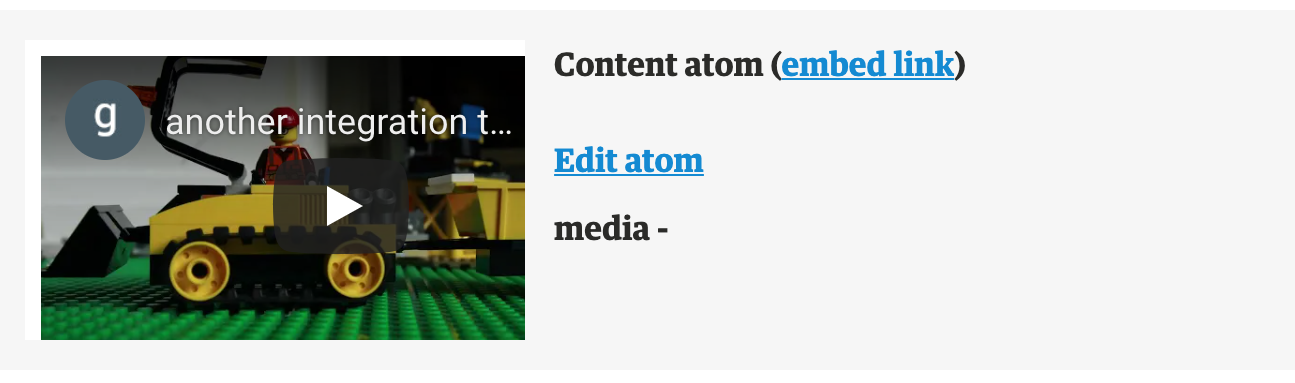 g
another integration t...
Content atom (embed link)
Edit atom
media -